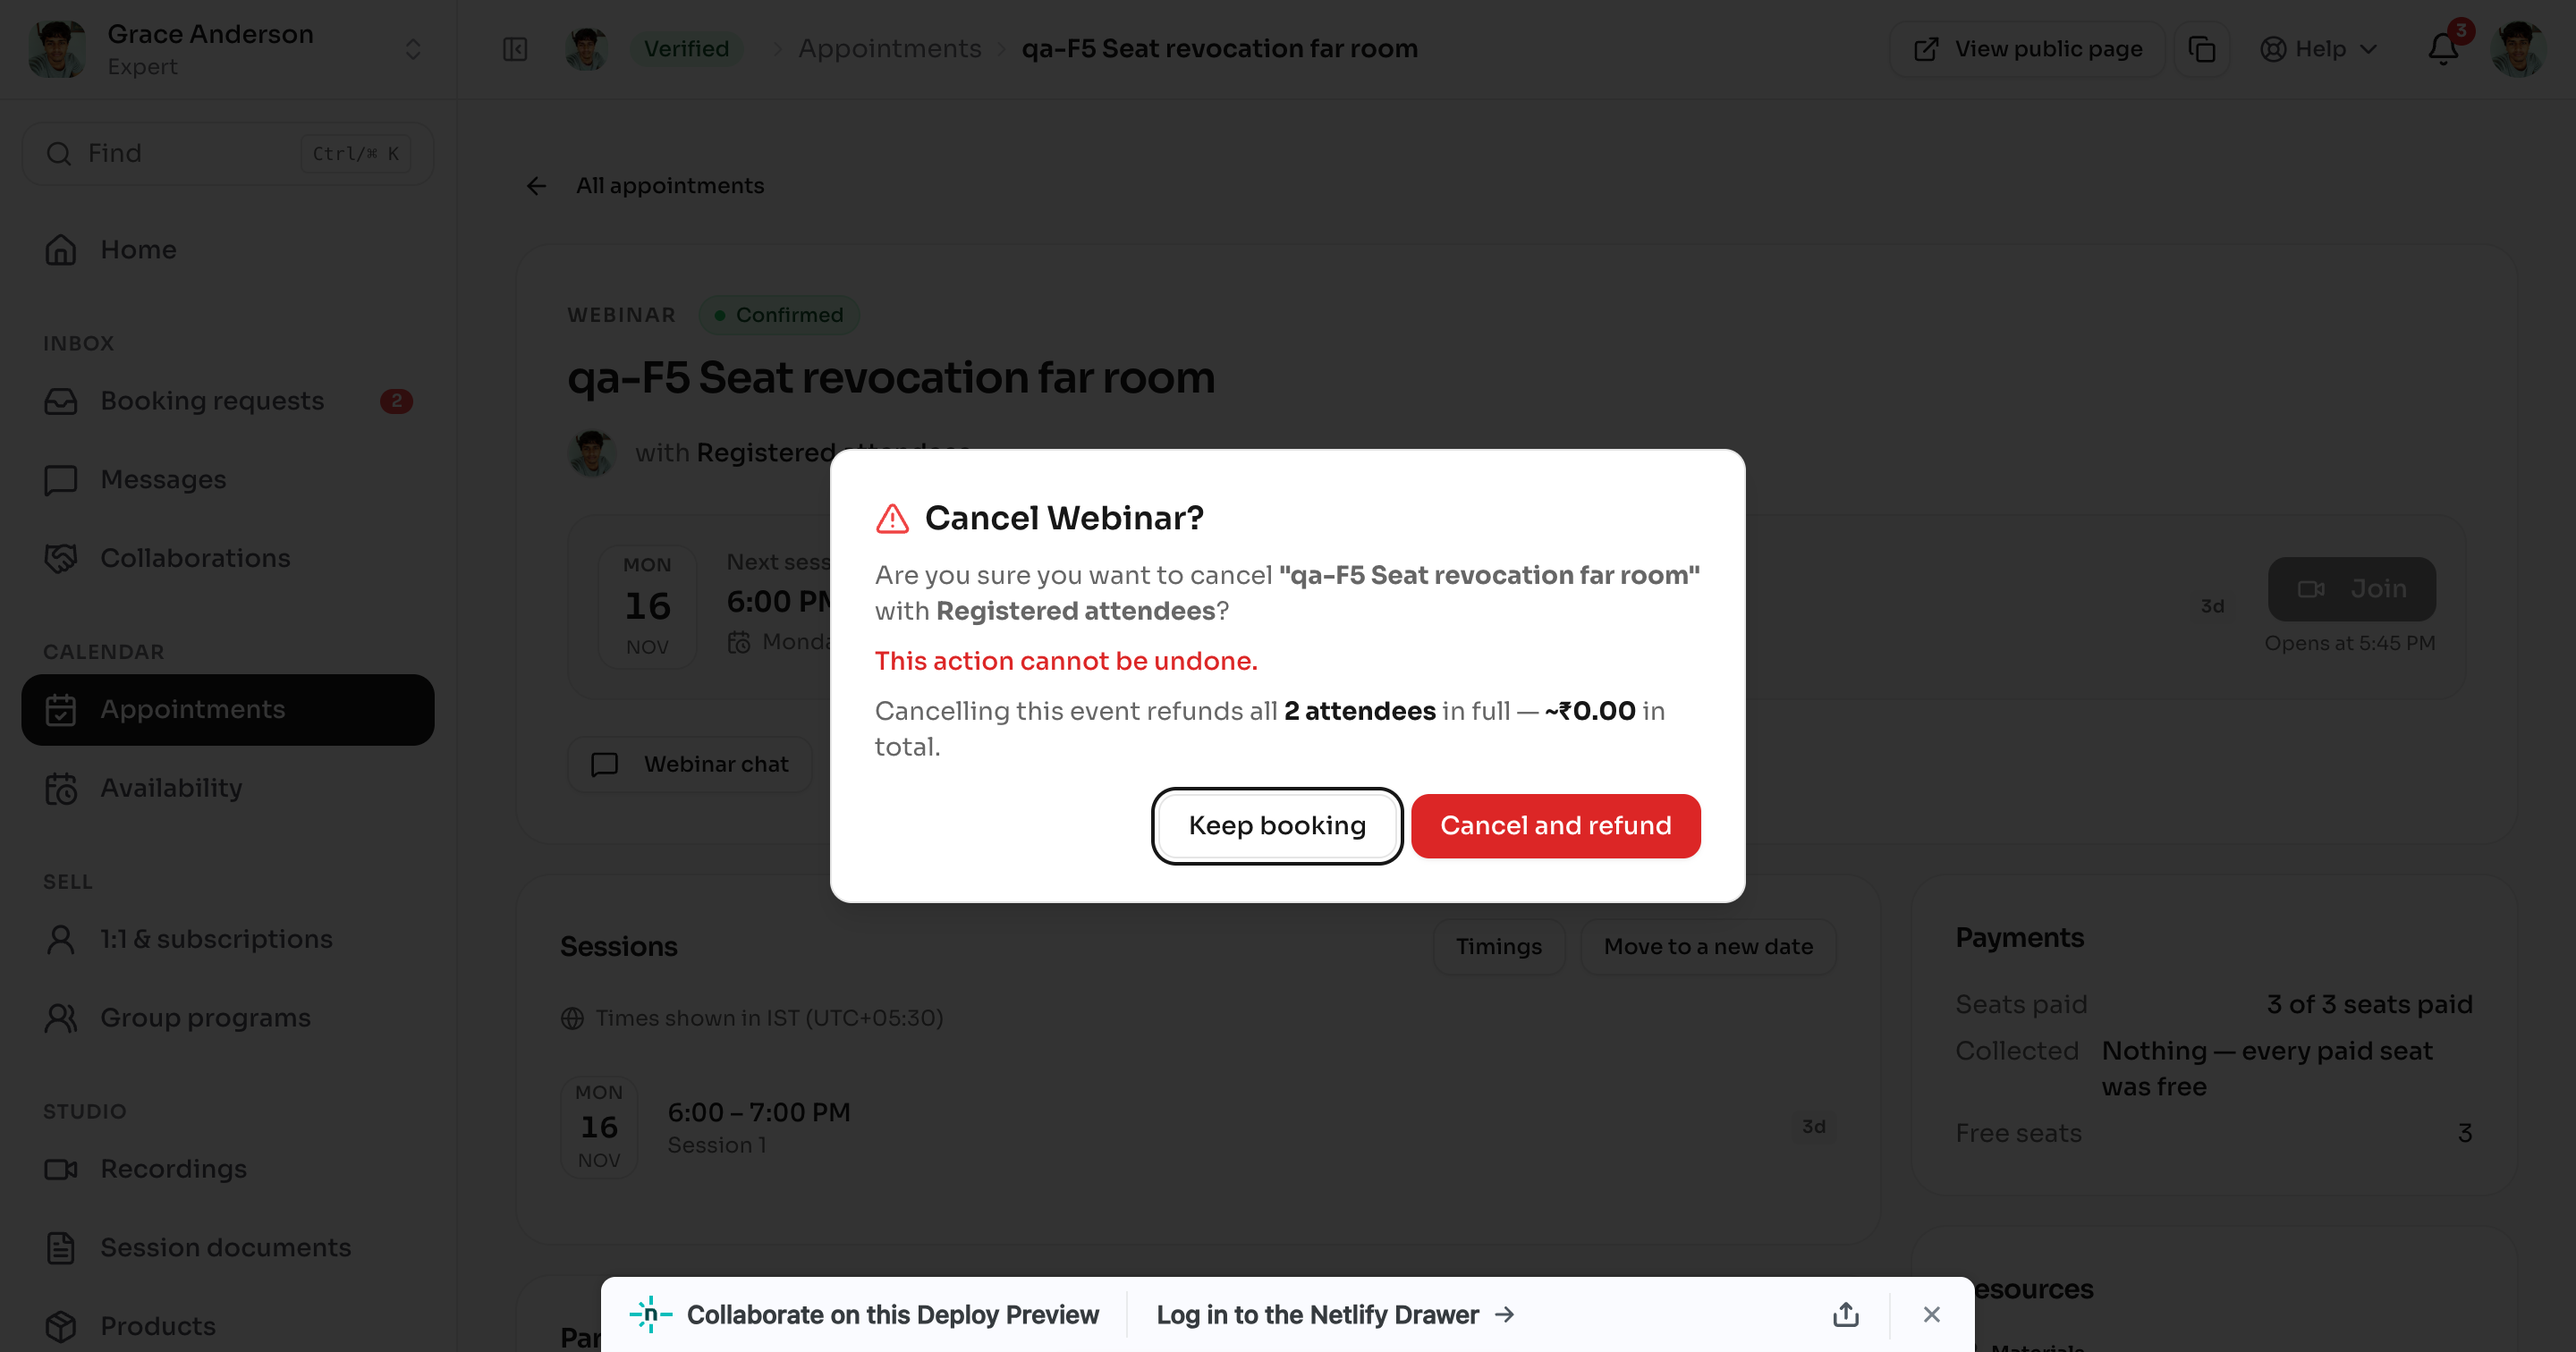 Grace Anderson
Expert
Verified
Appointments
qa-F5 Seat revocation far room
View public page
Help
3
Find
Ctrl/⌘ K
Home
INBOX
Booking requests
2
Messages
Collaborations
CALENDAR
Appointments
Availability
SELL
1:1 & subscriptions
Group programs
STUDIO
Recordings
Session documents
Products
All appointments
WEBINAR
Confirmed
qa-F5 Seat revocation far room
with Registered attendees
MON
16
NOV
Next sess
6:00 PM
Monda
3d
Join
Opens at 5:45 PM
Webinar chat
Cancel Webinar?
Are you sure you want to cancel "qa-F5 Seat revocation far room"
with Registered attendees?
This action cannot be undone.
Cancelling this event refunds all 2 attendees in full — ~₹0.00 in
total.
Keep booking
Cancel and refund
Sessions
Timings
Move to a new date
Times shown in IST (UTC+05:30)
MON
16
NOV
6:00 – 7:00 PM
Session 1
3d
Payments
Seats paid
3 of 3 seats paid
Collected
Nothing — every paid seat
was free
Free seats
3
esources
Materials
Par
Collaborate on this Deploy Preview
Log in to the Netlify Drawer →